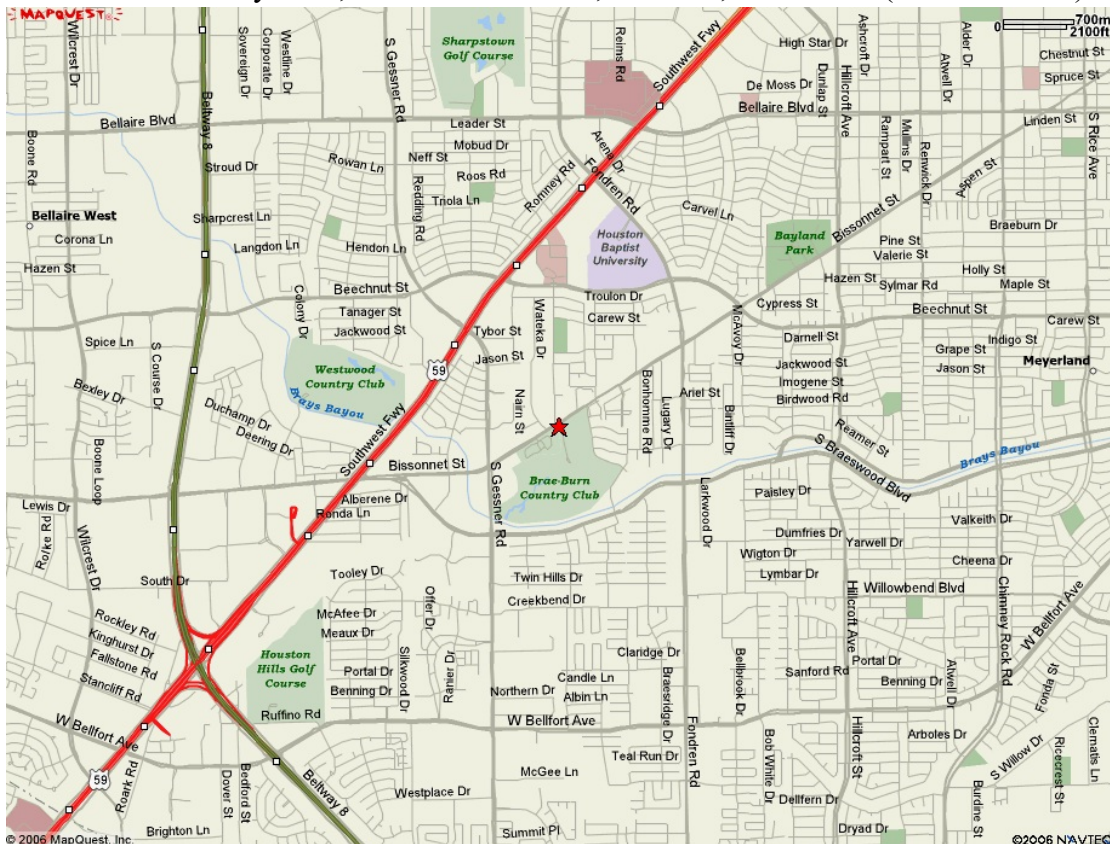 MAPQUEST
700m
2100ft
Wilcrest Dr
Beltway 8
Sovereign Dr
Corporate Dr
Westline Dr
S Gessner Rd
Sharpstown
Golf Course
Reims Rd
Southwest Fwy
High Star Dr
Ashcroft Dr
Alder Dr
Atwell Dr
Chestnut St
Spruce St
De Moss Dr
Dunlap St
Hillcroft Ave
Bellaire Blvd
Leader St
Bellaire Blvd
Linden St
S Rice Ave
Boone Rd
Mobud Dr
Neff St
Rowan Ln
Stroud Dr
Roos Rd
Redding Rd
Triola Ln
Romney Rd
Arena Dr
Fondren Rd
Rampart St
Mullins Dr
Renwick Dr
Aspen St
Bissonnet St
Bellaire West
Sharpcrest Ln
Corona Ln
Langdon Ln
Hendon Ln
Hazen St
Carvel Ln
Houston
Baptist
University
Bayland
Park
Pine St
Valerie St
Braeburn Dr
Hazen St
Holly St
Sylmar Rd
Maple St
Beechnut St
Troulon Dr
Cypress St
Beechnut St
Carew St
Carew St
Colony Dr
Tanager St
Jackwood St
Tybor St
Wateka Dr
McAvoy Dr
Darnell St
Indigo St
Spice Ln
S Course Dr
Jason St
Jackwood St
Grape St
Meyerland
59
Westwood
Country Club
Imogene St
Jason St
Bexley Dr
Brays Bayou
Nairn St
Bonhomme Rd
Ariel St
Birdwood Rd
Duchamp Dr
Deering Dr
Southwest Fwy
Lugary Dr
Bintliff Dr
Reamer St
S Braeswood Blvd
Brays Bayou
Boone Loop
Bissonnet St
S Gessner Rd
Brae-Burn
Country Club
Larkwood Dr
Paisley Dr
Lewis Dr
Alberene Dr
Ronda Ln
Valkeith Dr
Roarke Rd
Wilcrest Dr
Dumfries Dr
Yarwell Dr
Wigton Dr
Cheena Dr
Lymbar Dr
South Dr
Tooley Dr
Twin Hills Dr
Willowbend Blvd
Creekbend Dr
Offer Dr
Hillcroft Ave
Chimney Rock Rd
W Bellfort Ave
Rockley Rd
Kinghurst Dr
Fallstone Rd
Stancliff Rd
McAfee Dr
Meaux Dr
Houston
Hills Golf
Course
Silkwood Dr
Ranier Dr
Claridge Dr
Bellbrook Dr
Portal Dr
Benning Dr
Portal Dr
Candle Ln
Albin Ln
Sanford Rd
Benning Dr
Atwell Dr
Fonda St
Northern Dr
Braesridge Dr
Ruffino Rd
W Bellfort Ave
W Bellfort Ave
Fondren Rd
Bob White Dr
Hillcroft St
Arboles Dr
S Willow Dr
Ricecrest St
Clematis Ln
Teal Run Dr
59
Roark Rd
Dover St
Bedford St
Beltway 8
McGee Ln
Westplace Dr
Dellfern Dr
Burdine St
Brighton Ln
Summit Pl
Dryad Dr
© 2006 MapQuest, Inc.
©2006 NAVTEQ